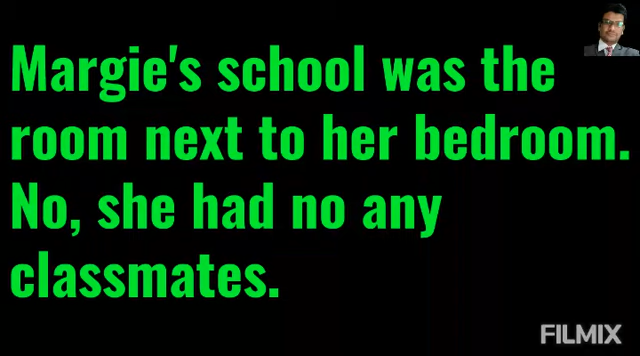 Margie's school was the
room next to her bedroom.
No, she had no any
classmates.
FILMIX